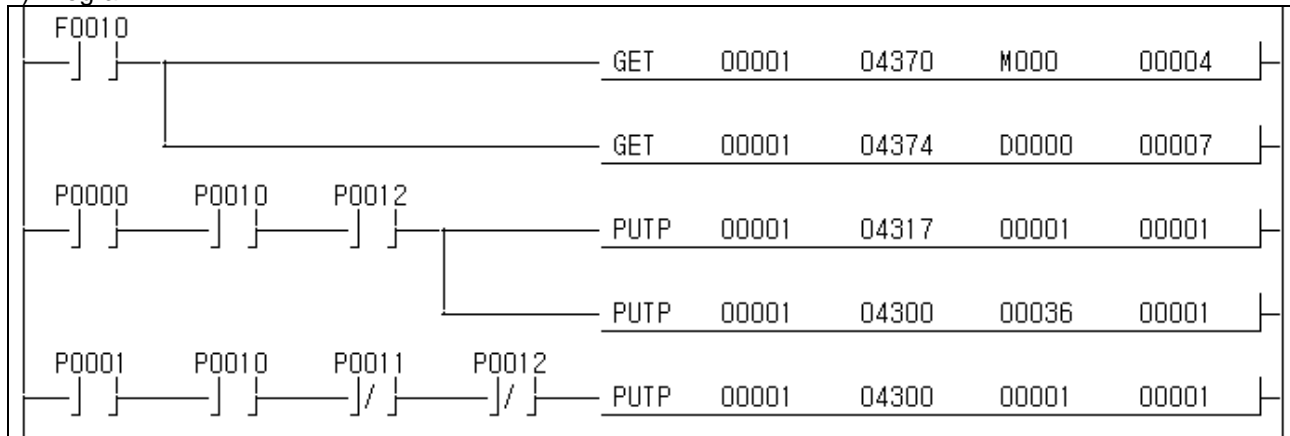 F0010
GET 00001 04370 M000 00004
GET 00001 04374 D0000 00007
P0000 P0010 P0012
PUTP 00001 04317 00001 00001
PUTP 00001 04300 00036 00001
P0001 P0010 P0011 P0012
PUTP 00001 04300 00001 00001